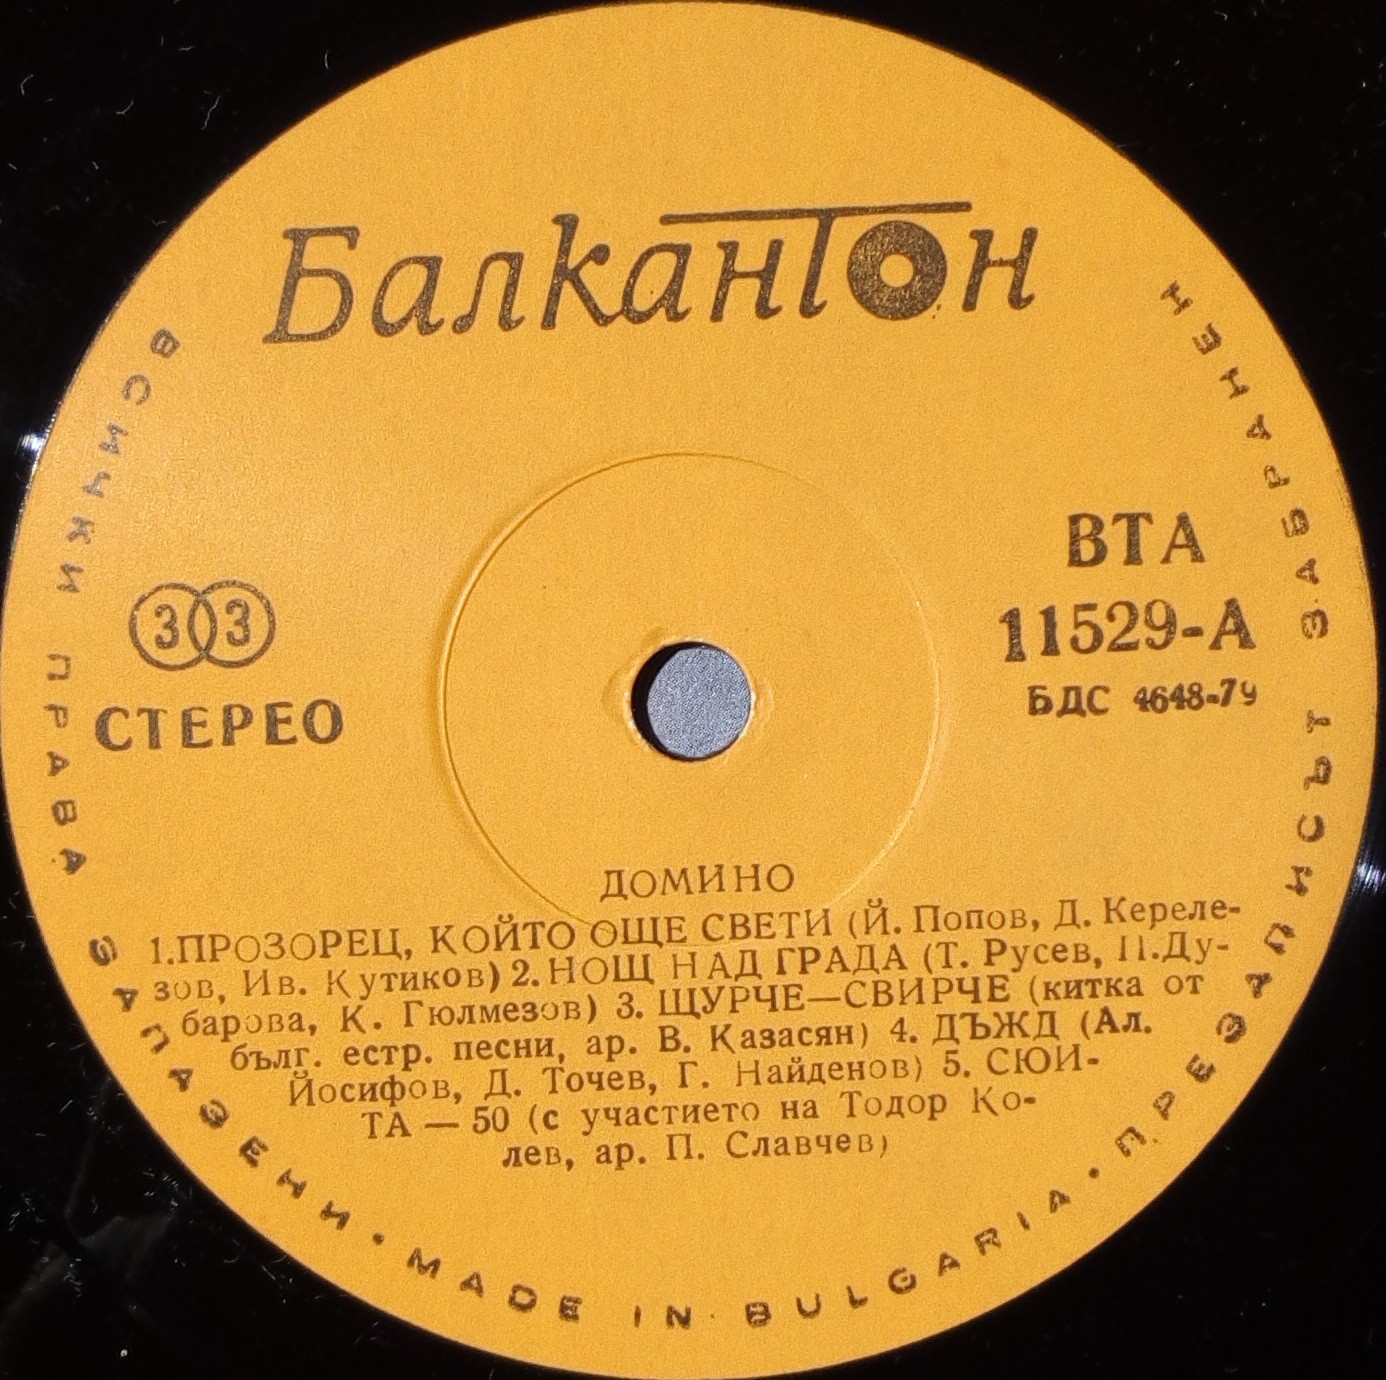 Балкантон
ВСИЧКИ ПРАВА ЗАПАЗЕНИ • MADE IN BULGARIA • ПРЕЗАПИСЪТ ЗАБРАНЕН
33
СТЕРЕО
ВТА
11529-А
БДС 4648-79
ДОМИНО
1.ПРОЗОРЕЦ, КОЙТО ОЩЕ СВЕТИ (Й. Попов, Д. Кереле-
зов, Ив. Кутиков) 2. НОЩ НАД ГРАДА (Т. Русев, П.Ду-
барова, К. Гюлмезов) 3. ЩУРЧЕ—СВИРЧЕ (китка от
бълг. естр. песни, ар. В. Казасян) 4. ДЪЖД (Ал.
Йосифов, Д. Точев, Г. Найденов) 5. СЮИ-
ТА — 50 (с участието на Тодор Ко-
лев, ар. П. Славчев)